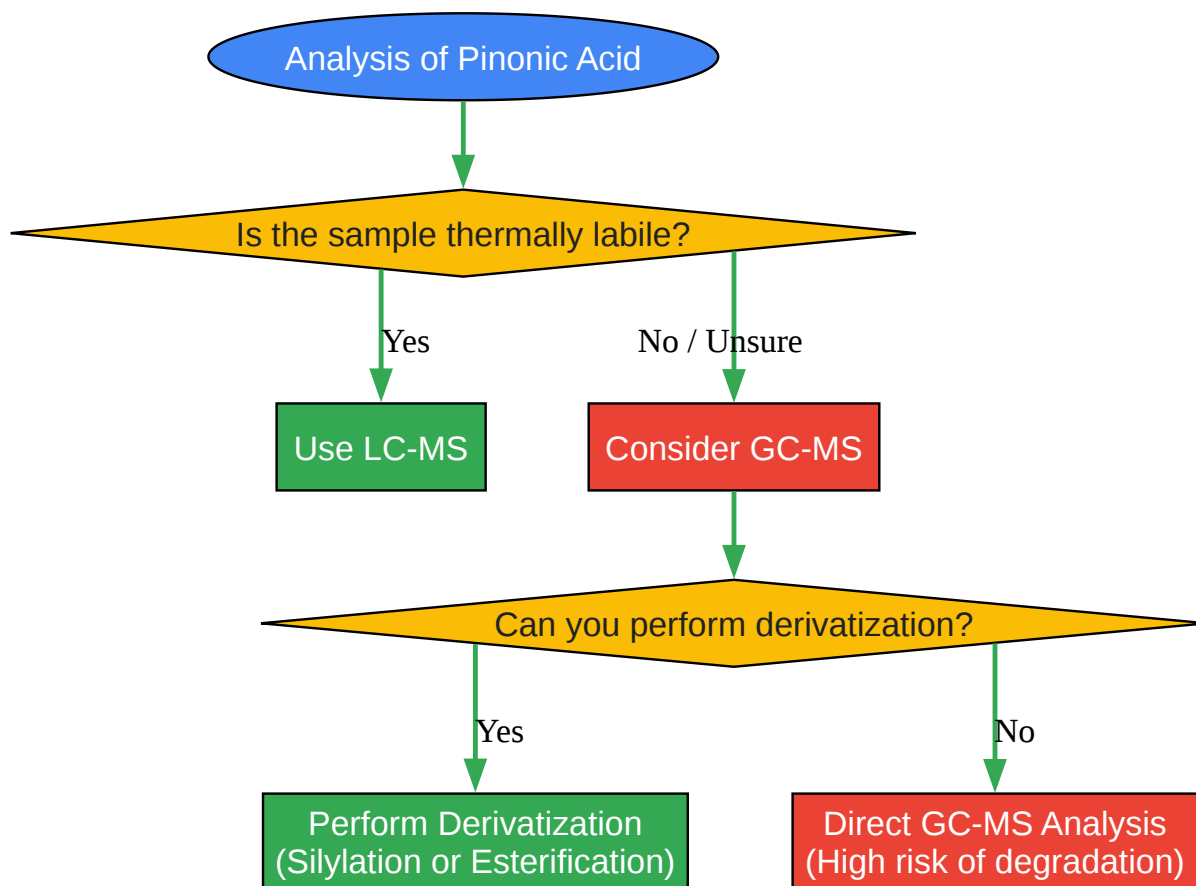 Analysis of Pinonic Acid
Is the sample thermally labile?
Yes
No / Unsure
Use LC-MS
Consider GC-MS
Can you perform derivatization?
Yes
No
Perform Derivatization
(Silylation or Esterification)
Direct GC-MS Analysis
(High risk of degradation)